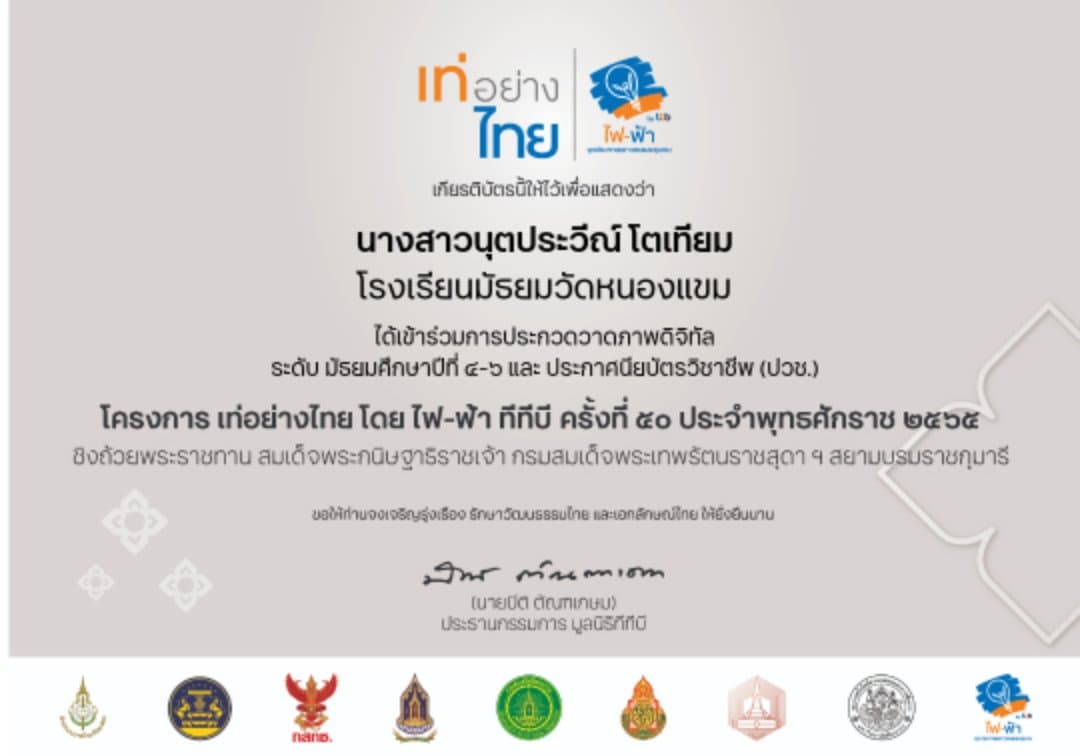 เท่อย่าง
ไทย
by ttb
ไฟ-ฟ้า
เกียรติบัตรนี้ให้ไว้เพื่อแสดงว่า
นางสาวนุตประวีณ์ โตเทียม
โรงเรียนมัธยมวัดหนองแขม
ได้เข้าร่วมการประกวดวาดภาพดิจิทัล
ระดับ มัธยมศึกษาปีที่ ๔-๖ และ ประกาศนียบัตรวิชาชีพ (ปวช.)
โครงการ เท่อย่างไทย โดย ไฟ-ฟ้า ทีทีบี ครั้งที่ ๕๐ ประจำพุทธศักราช ๒๕๖๕
ชิงถ้วยพระราชทาน สมเด็จพระกนิษฐาธิราชเจ้า กรมสมเด็จพระเทพรัตนราชสุดา ฯ สยามบรมราชกุมารี
ขอให้ท่านจงเจริญรุ่งเรือง รักษาวัฒนธรรมไทย และเอกลักษณ์ไทย ให้ยั่งยืนนาน
(นายปิติ ตัณฑเกษม)
ประธานกรรมการ มูลนิธิทีทีบี
กสทช.
ไฟ-ฟ้า